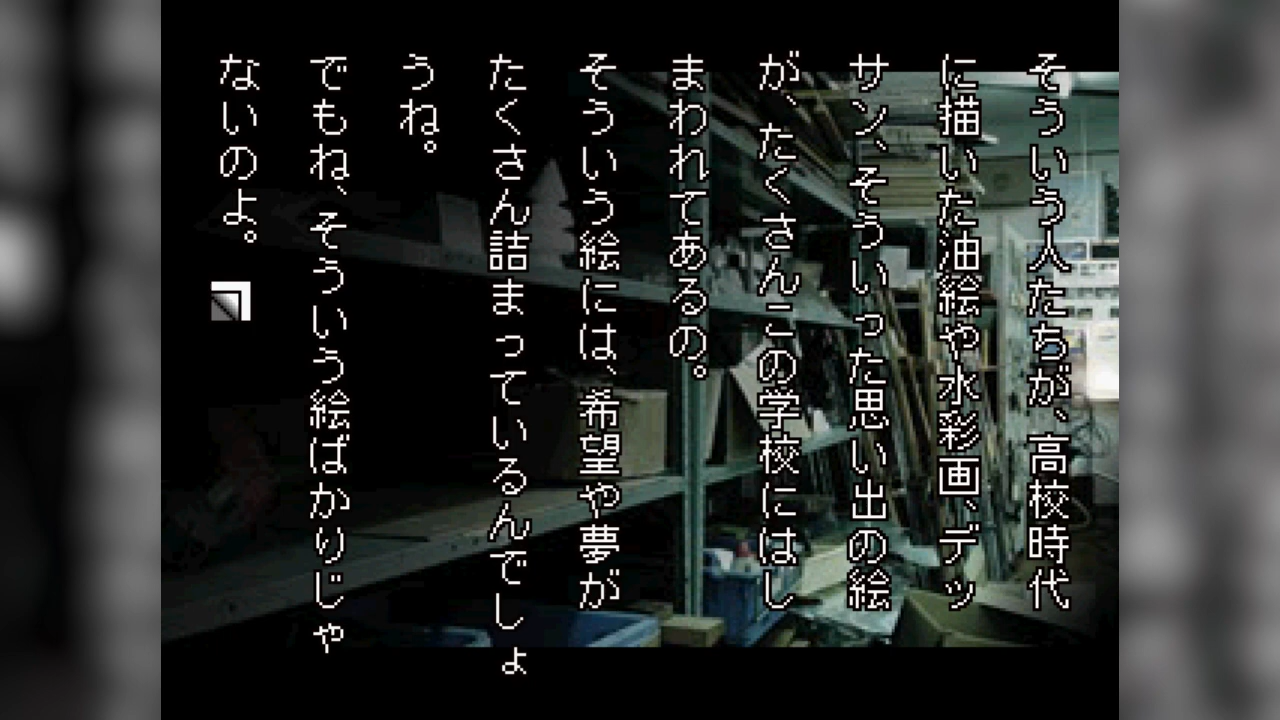 そういう人たちが、高校時代
に描いた油絵や水彩画、デッ
サン、そういった思い出の絵
が、たくさんこの学校にはし
まわれてあるの。
そういう絵には、希望や夢が
たくさん詰まっているんでしょ
うね。
でもね、そういう絵ばかりじゃ
ないのよ。